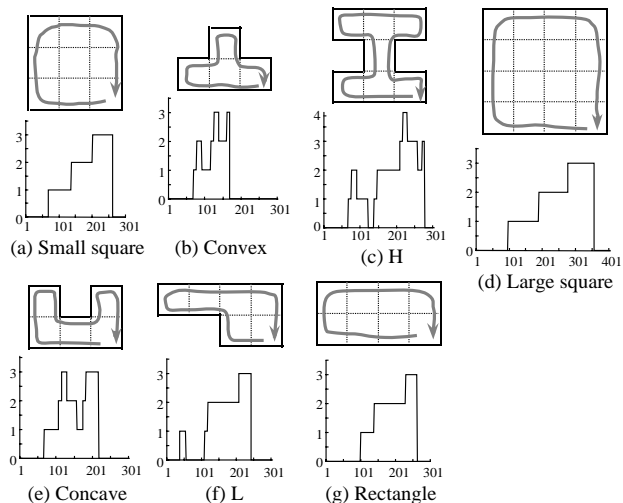 3
2
1
0
1 101 201 301
(a) Small square
3
2
1
0
1 101 201
(b) Convex
4
3
2
1
0
1 101 201 301
(c) H
3
2
1
0
1 101 201 301 401
(d) Large square
3
2
1
0
1 101 201 301
(e) Concave
3
2
1
0
1 101 201 301
(f) L
3
2
1
0
1 101 201 301
(g) Rectangle